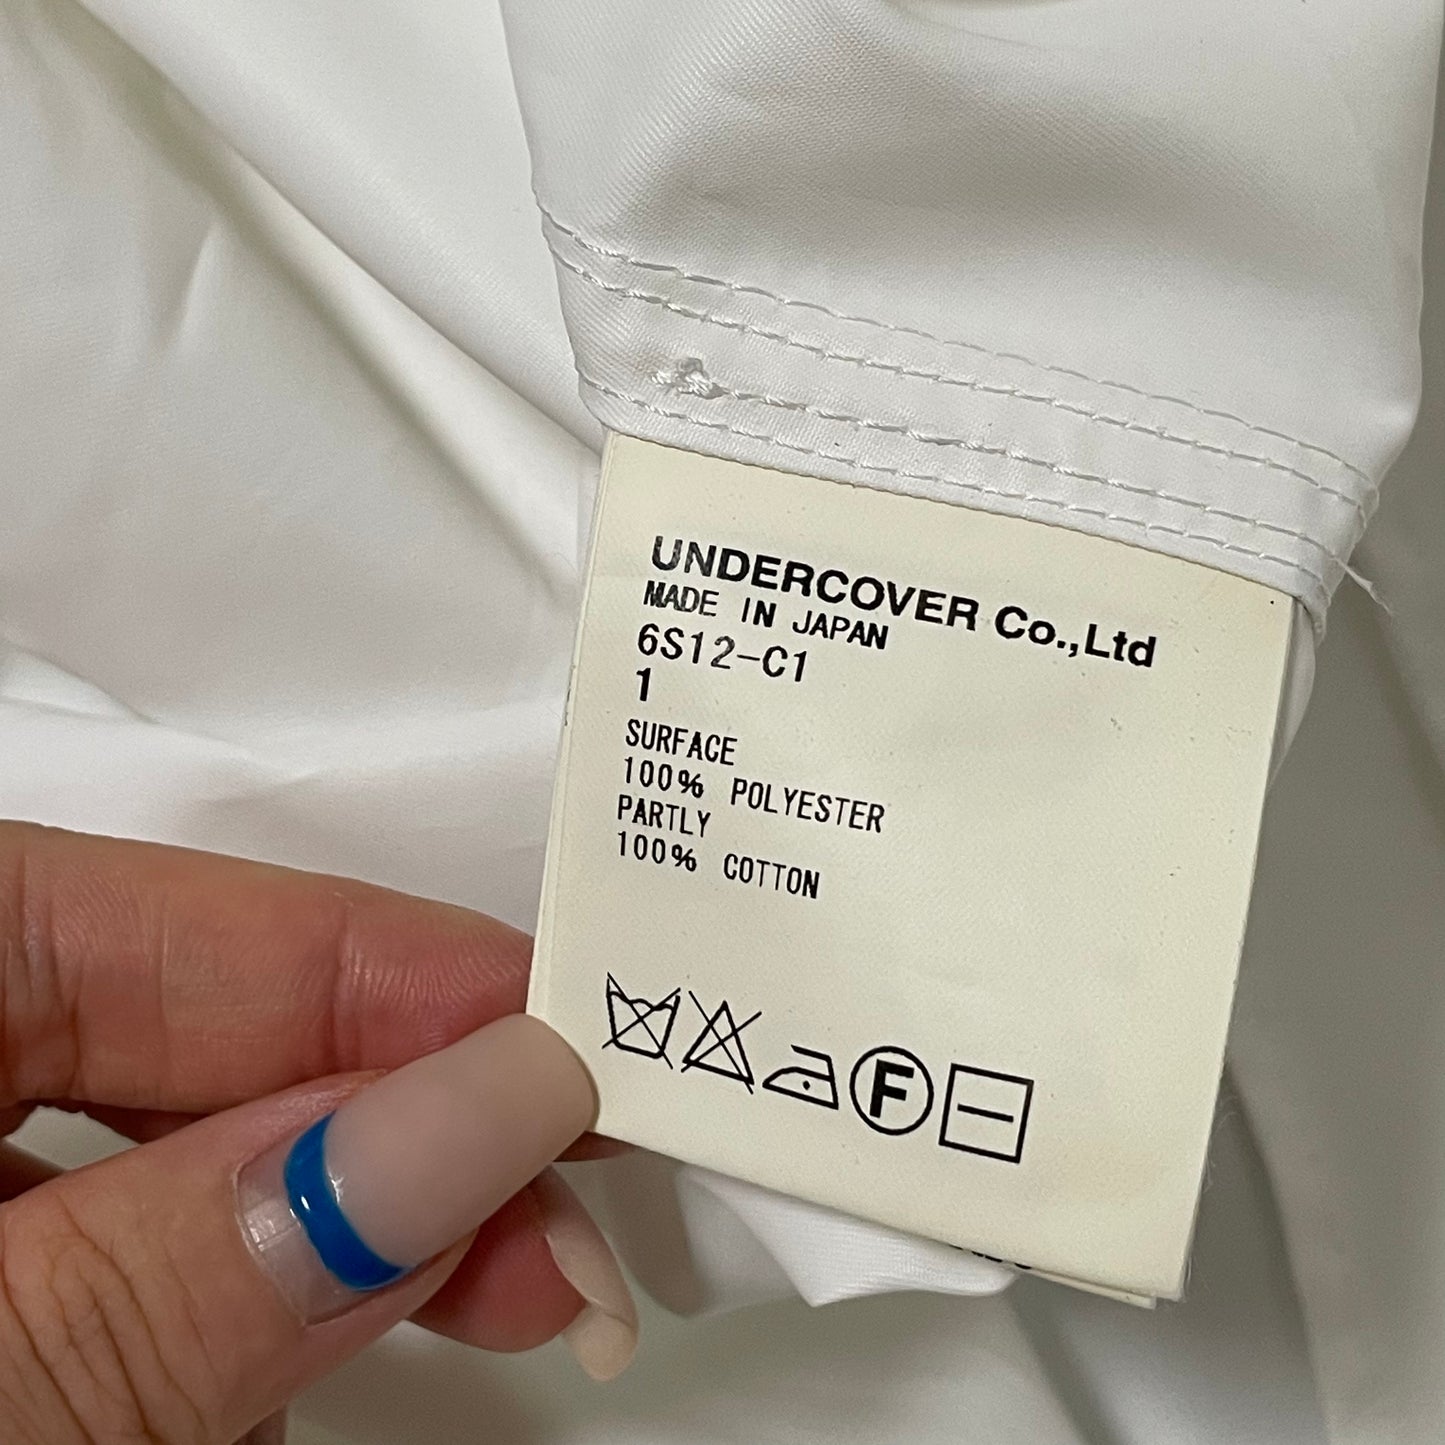 UNDERCOVER Co.,Ltd
MADE IN JAPAN
6S12-C1
1
SURFACE
100% POLYESTER
PARTLY
100% COTTON
F